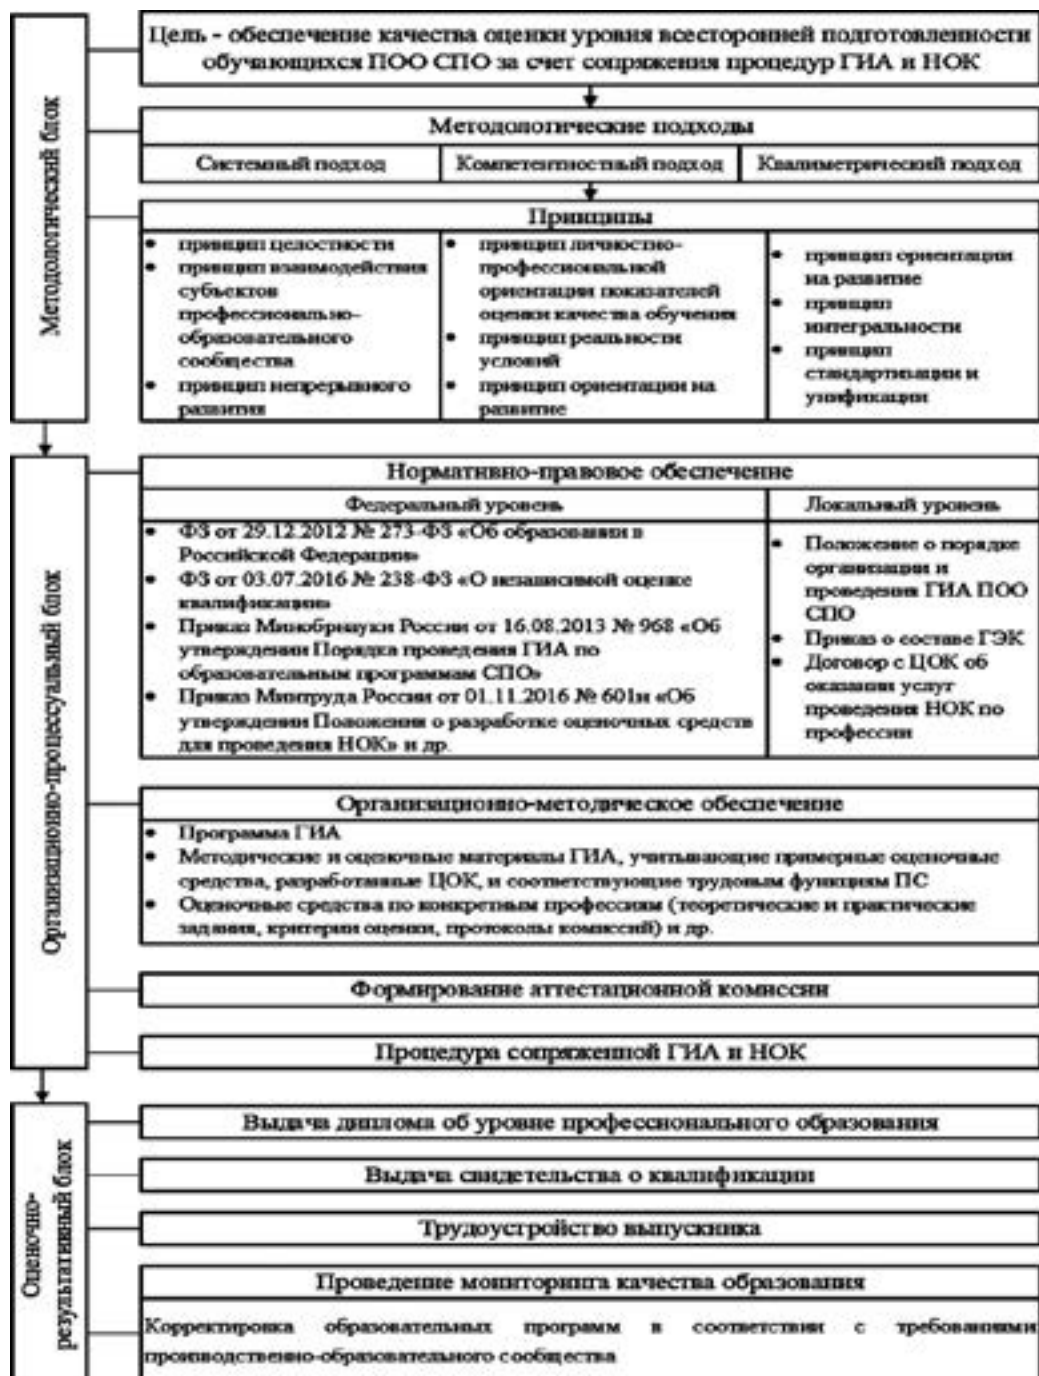 Методологический блок
Цель - обеспечение качества оценки уровня всесторонней подготовленности
обучающихся ПОО СПО за счет сопряжения процедур ГИА и НОК
Методологические подходы
Системный подход
Компетентностный подход
Квалиметрический подход
Принципы
• принцип целостности
• принцип взаимодействия
субъектов
профессионально-
образовательного
сообщества
• принцип непрерывного
развития
• принцип личностно-
профессиональной
ориентации показателей
оценки качества обучения
• принцип реальности
условий
• принцип ориентации на
развитие
• принцип ориентации
на развитие
• принцип
интегральности
• принцип
стандартизации и
унификации
Организационно-процессуальный блок
Нормативно-правовое обеспечение
Федеральный уровень
• ФЗ от 29.12.2012 № 273-ФЗ «Об образовании в
Российской Федерации»
• ФЗ от 03.07.2016 № 238-ФЗ «О независимой оценке
квалификации»
• Приказ Минобрнауки России от 16.08.2013 № 968 «Об
утверждении Порядка проведения ГИА по
образовательным программам СПО»
• Приказ Минтруда России от 01.11.2016 № 601н «Об
утверждении Положения о разработке оценочных средств
для проведения НОК» и др.
Локальный уровень
• Положение о порядке
организации и
проведения ГИА ПОО
СПО
• Приказ о составе ГЭК
• Договор с ЦОК об
оказании услуг
проведения НОК по
профессии
Организационно-методическое обеспечение
• Программа ГИА
• Методические и оценочные материалы ГИА, учитывающие примерные оценочные
средства, разработанные ЦОК, и соответствующие трудовым функциям ПС
• Оценочные средства по конкретным профессиям (теоретические и практические
задания, критерии оценки, протоколы комиссий) и др.
Формирование аттестационной комиссии
Процедура сопряженной ГИА и НОК
Оценочно-
результативный блок
Выдача диплома об уровне профессионального образования
Выдача свидетельства о квалификации
Трудоустройство выпускника
Проведение мониторинга качества образования
Корректировка образовательных программ в соответствии с требованиями
производственно-образовательного сообщества